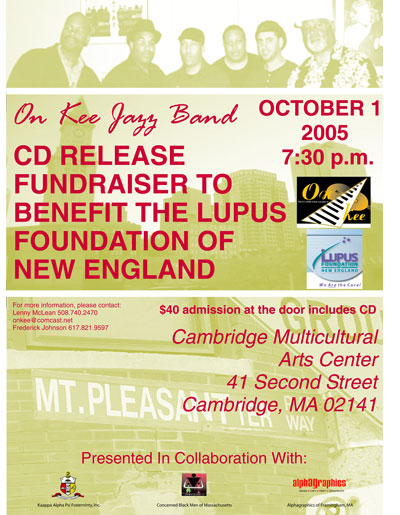 On Kee Jazz Band
OCTOBER 1
2005
7:30 p.m.
CD RELEASE
FUNDRAISER TO
BENEFIT THE LUPUS
FOUNDATION OF
NEW ENGLAND
On
Kee
LUPUS
FOUNDATION
NEW ENGLAND
We Are the Cure!
For more information, please contact:
Lenny McLean 508.740.2470
onkee@comcast.net
Frederick Johnson 617.821.9597
$40 admission at the door includes CD
Cambridge Multicultural
Arts Center
41 Second Street
Cambridge, MA 02141
MT. PLEASANT TER
WAY
Presented In Collaboration With:
alphagraphics
Kaappa Alpha Psi Foreminty, Inc.
Concerned Black Men of Massachusetts
Alphagraphics of Framingham, MA